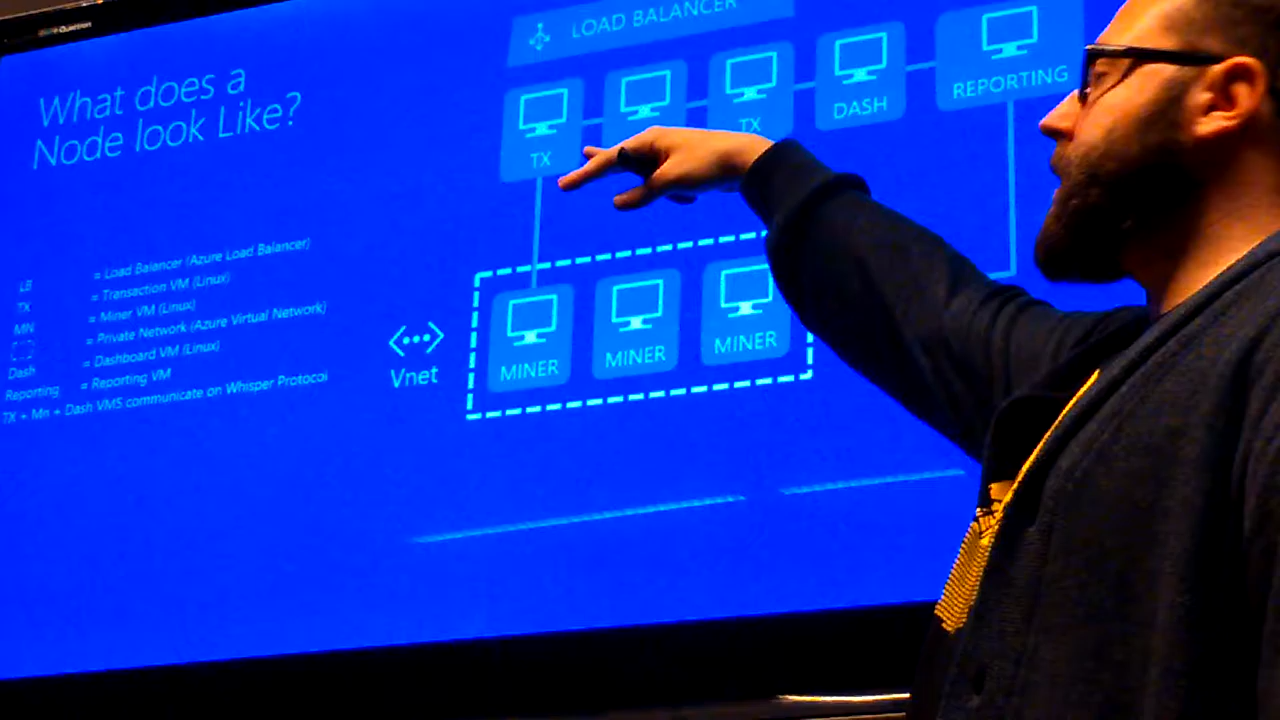 What does a
Node look Like?
LB = Load Balancer (Azure Load Balancer)
TX = Transaction VM (Linux)
MN = Miner VM (Linux)
= Private Network (Azure Virtual Network)
Dash = Dashboard VM (Linux)
Reporting = Reporting VM
TX + Mn + Dash VMS communicate on Whisper Protocol
LOAD BALANCER
TX
TX
DASH
REPORTING
Vnet
MINER
MINER
MINER